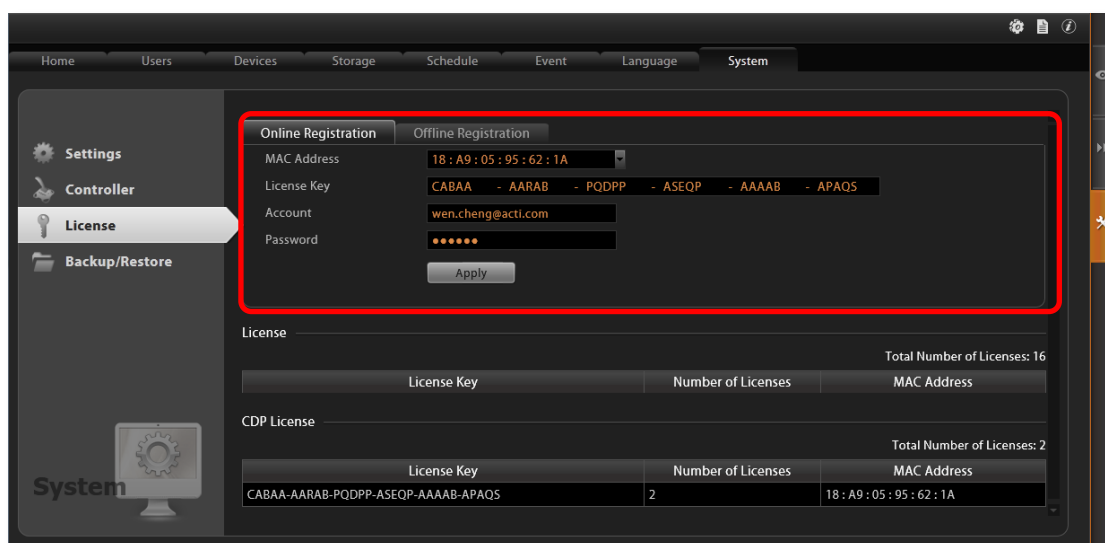 Home Users Devices Storage Schedule Event Language System
Online Registration Offline Registration
Settings
Controller
License
Backup/Restore
MAC Address 18 : A9 : 05 : 95 : 62 : 1A
License Key CABAA - AARAB - PQDPP - ASEQP - AAAAB - APAQS
Account wen.cheng@acti.com
Password ●●●●●●
Apply
License
Total Number of Licenses: 16
License Key Number of Licenses MAC Address
CDP License
Total Number of Licenses: 2
License Key Number of Licenses MAC Address
CABAA-AARAB-PQDPP-ASEQP-AAAAB-APAQS 2 18 : A9 : 05 : 95 : 62 : 1A
System